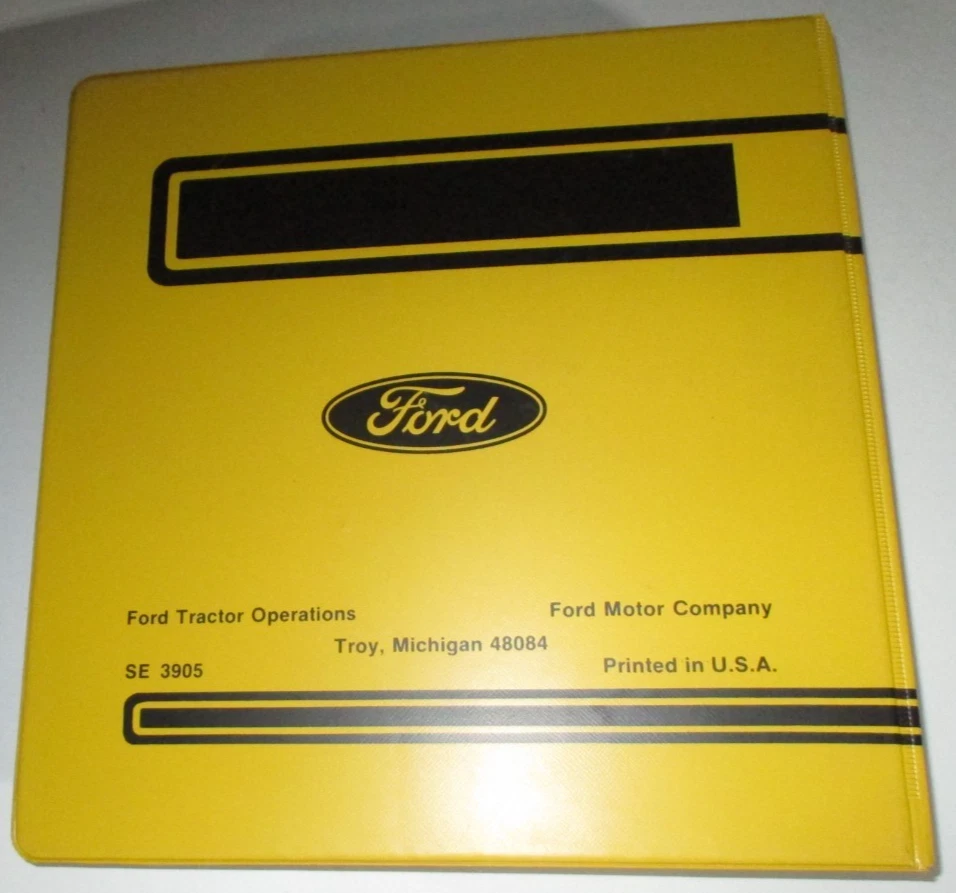 Ford
Ford Tractor Operations
Ford Motor Company
Troy, Michigan 48084
SE 3905
Printed in U.S.A.